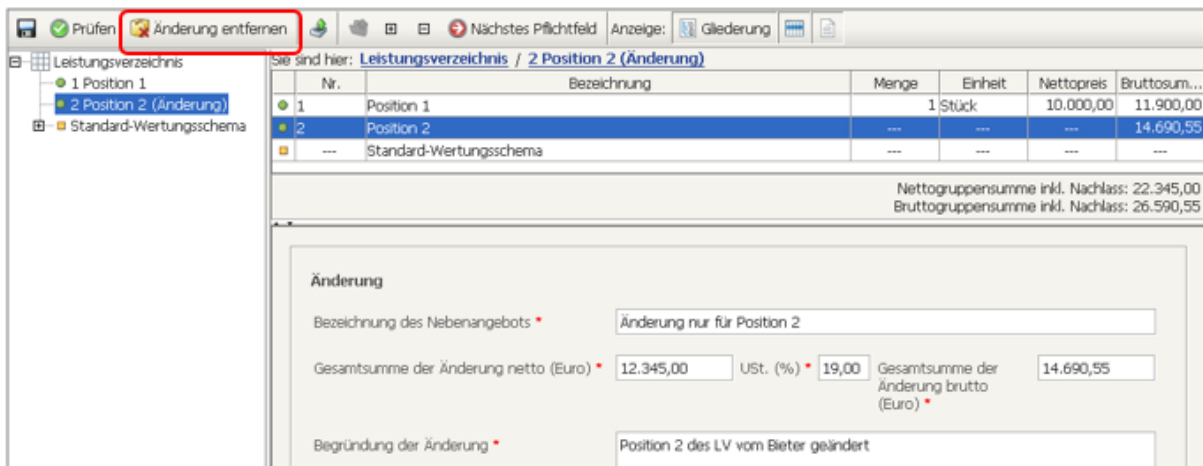 Prüfen Änderung entfernen Nächstes Pflichtfeld Anzeige: Gliederung
Leistungsverzeichnis
1 Position 1
2 Position 2 (Änderung)
Standard-Wertungsschema
Sie sind hier: Leistungsverzeichnis / 2 Position 2 (Änderung)
Nr. Bezeichnung Menge Einheit Nettopreis Bruttosum...
1 Position 1 1 Stück 10.000,00 11.900,00
2 Position 2 --- --- --- 14.690,55
--- Standard-Wertungsschema --- --- --- ---
Nettogruppensumme inkl. Nachlass: 22.345,00
Bruttogruppensumme inkl. Nachlass: 26.590,55
Änderung
Bezeichnung des Nebenangebots * Änderung nur für Position 2
Gesamtsumme der Änderung netto (Euro) * 12.345,00 USt. (%) * 19,00 Gesamtsumme der 14.690,55
Änderung brutto
(Euro) *
Begründung der Änderung * Position 2 des LV vom Bieter geändert